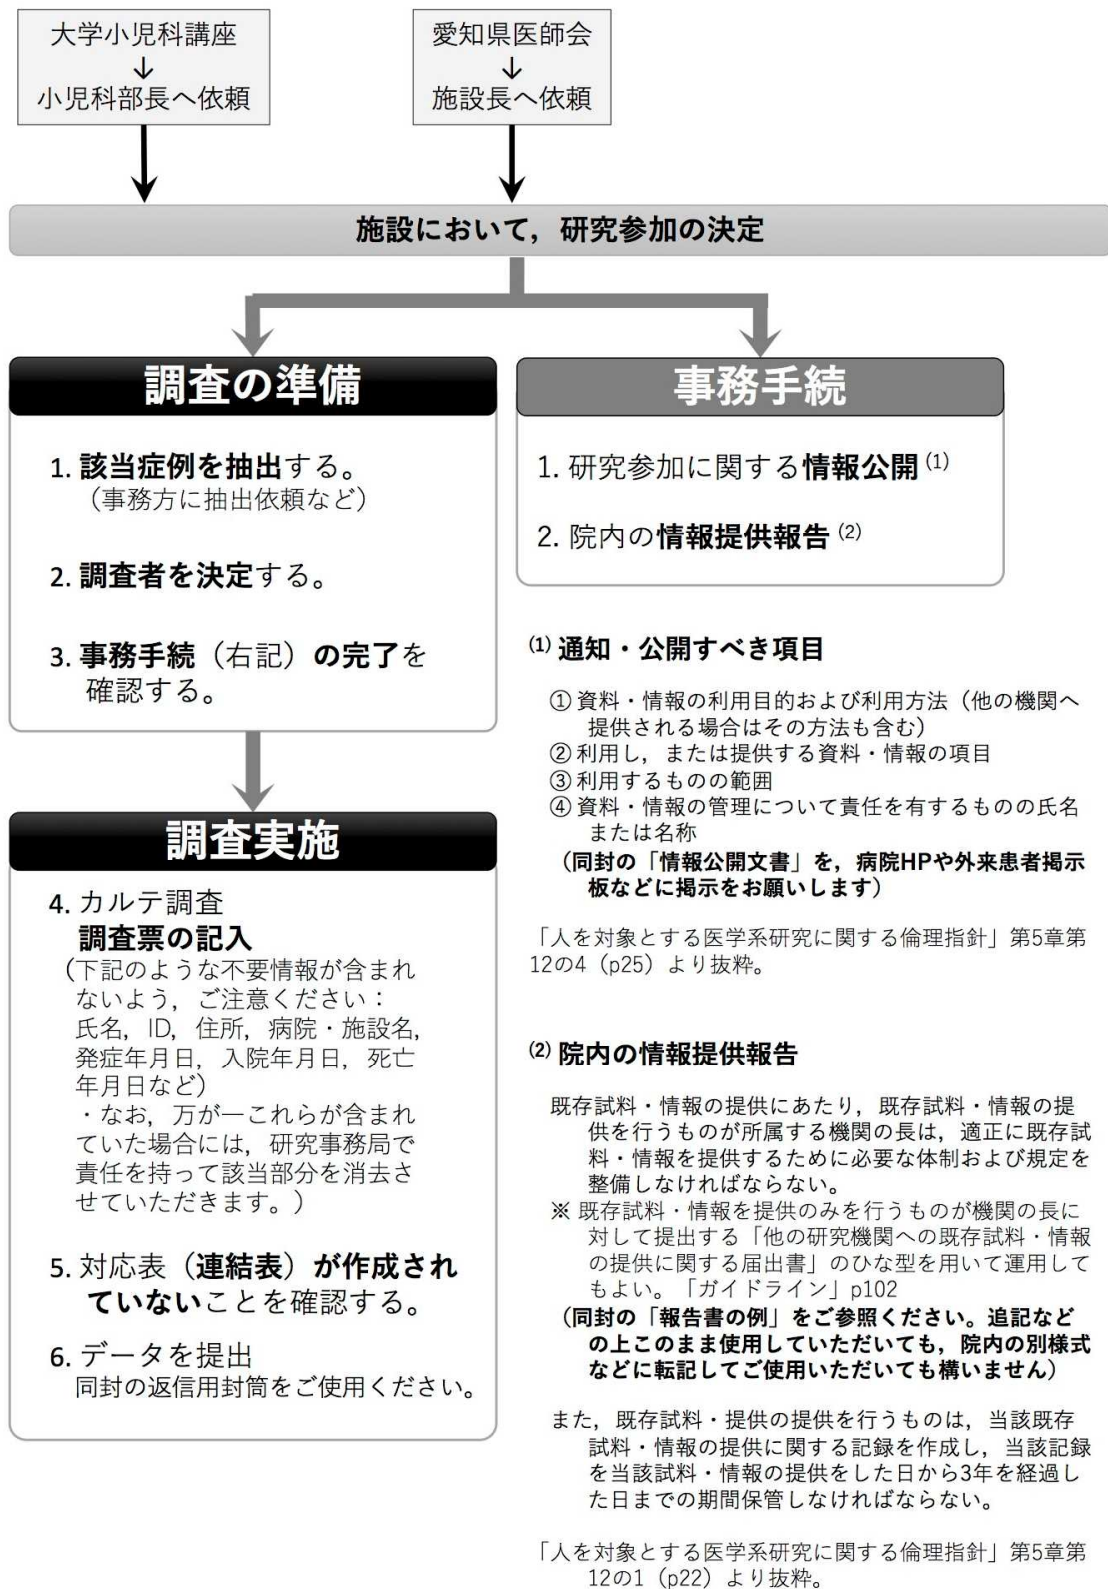 大学小児科講座
↓
小児科部長へ依頼
愛知県医師会
↓
施設長へ依頼
施設において，研究参加の決定
調査の準備
1. 該当症例を抽出する。
（事務方に抽出依頼など）
2. 調査者を決定する。
3. 事務手続（右記）の完了を
確認する。
調査実施
4. カルテ調査
調査票の記入
（下記のような不要情報が含まれ
ないよう，ご注意ください：
氏名，ID，住所，病院・施設名，
発症年月日，入院年月日，死亡
年月日など）
・なお，万が一これらが含まれ
ていた場合には，研究事務局で
責任を持って該当部分を消去さ
せていただきます。）
5. 対応表（連結表）が作成され
ていないことを確認する。
6. データを提出
同封の返信用封筒をご使用ください。
事務手続
1. 研究参加に関する情報公開 (1)
2. 院内の情報提供報告 (2)
(1) 通知・公開すべき項目
① 資料・情報の利用目的および利用方法（他の機関へ
提供される場合はその方法も含む）
② 利用し，または提供する資料・情報の項目
③ 利用するものの範囲
④ 資料・情報の管理について責任を有するものの氏名
または名称
（同封の「情報公開文書」を，病院HPや外来患者掲示
板などに掲示をお願いします）
「人を対象とする医学系研究に関する倫理指針」第5章第
12の4（p25）より抜粋。
(2) 院内の情報提供報告
既存試料・情報の提供にあたり，既存試料・情報の提
供を行うものが所属する機関の長は，適正に既存試
料・情報を提供するために必要な体制および規定を
整備しなければならない。
※ 既存試料・情報を提供のみを行うものが機関の長に
対して提出する「他の研究機関への既存試料・情報
の提供に関する届出書」のひな型を用いて運用して
もよい。「ガイドライン」p102
（同封の「報告書の例」をご参照ください。追記など
の上このまま使用していただいても，院内の別様式
などに転記してご使用いただいても構いません）
また，既存試料・提供の提供を行うものは，当該既存
試料・情報の提供に関する記録を作成し，当該記録
を当該試料・情報の提供をした日から3年を経過し
た日までの期間保管しなければならない。
「人を対象とする医学系研究に関する倫理指針」第5章第
12の1（p22）より抜粋。